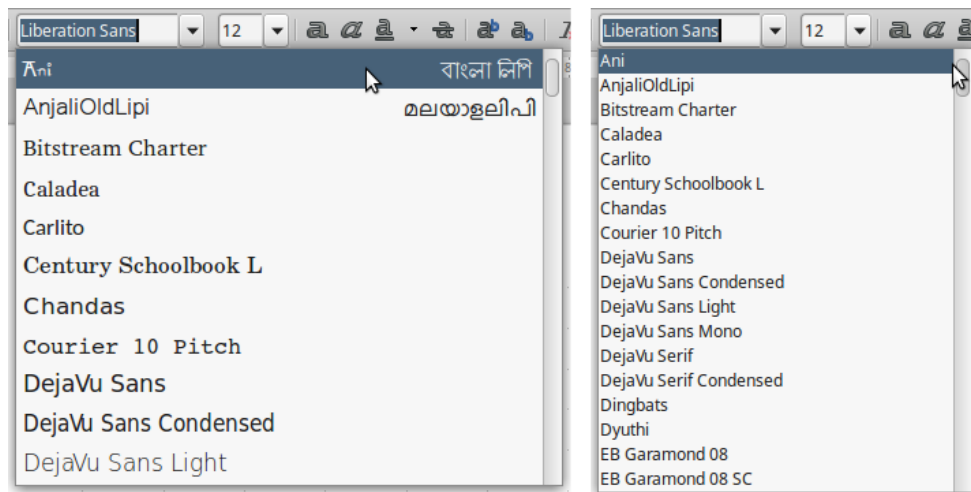 Liberation Sans 12 a a a a ab ab
Ani বাংলা লিপি
AnjaliOldLipi മലയാളലിപി
Bitstream Charter
Caladea
Carlito
Century Schoolbook L
Chandas
Courier 10 Pitch
DejaVu Sans
DejaVu Sans Condensed
DejaVu Sans Light
Liberation Sans 12 a a a
Ani
AnjaliOldLipi
Bitstream Charter
Caladea
Carlito
Century Schoolbook L
Chandas
Courier 10 Pitch
DejaVu Sans
DejaVu Sans Condensed
DejaVu Sans Light
DejaVu Sans Mono
DejaVu Serif
DejaVu Serif Condensed
Dingbats
Dyuthi
EB Garamond 08
EB Garamond 08 SC